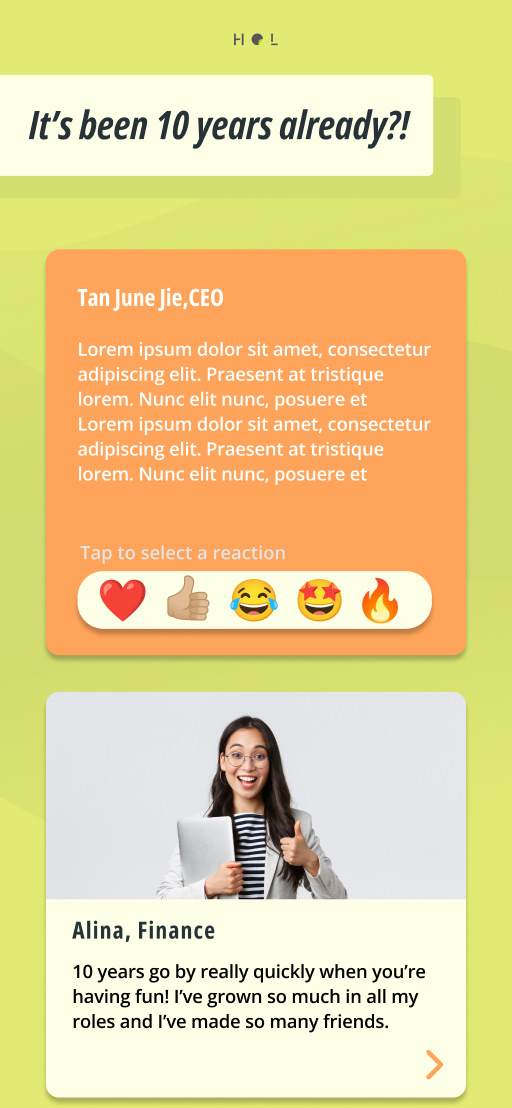 H L
It's been 10 years already?!
Tan June Jie,CEO
Lorem ipsum dolor sit amet, consectetur
adipiscing elit. Praesent at tristique
lorem. Nunc elit nunc, posuere et
Lorem ipsum dolor sit amet, consectetur
adipiscing elit. Praesent at tristique
lorem. Nunc elit nunc, posuere et
Tap to select a reaction
Alina, Finance
10 years go by really quickly when you're
having fun! I've grown so much in all my
roles and I've made so many friends.